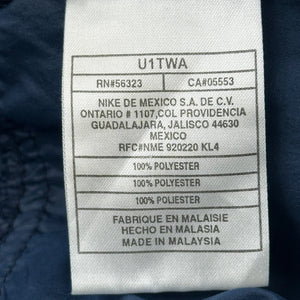 U1TWA
RN#56323 CA#05553
NIKE DE MEXICO S.A. DE C.V.
ONTARIO # 1107,COL PROVIDENCIA
GUADALAJARA, JALISCO 44630
MEXICO
RFC#NME 920220 KL4
100% POLYESTER
100% POLYESTER
100% POLYESTER
FABRIQUE EN MALAISIE
HECHO EN MALASIA
MADE IN MALAYSIA